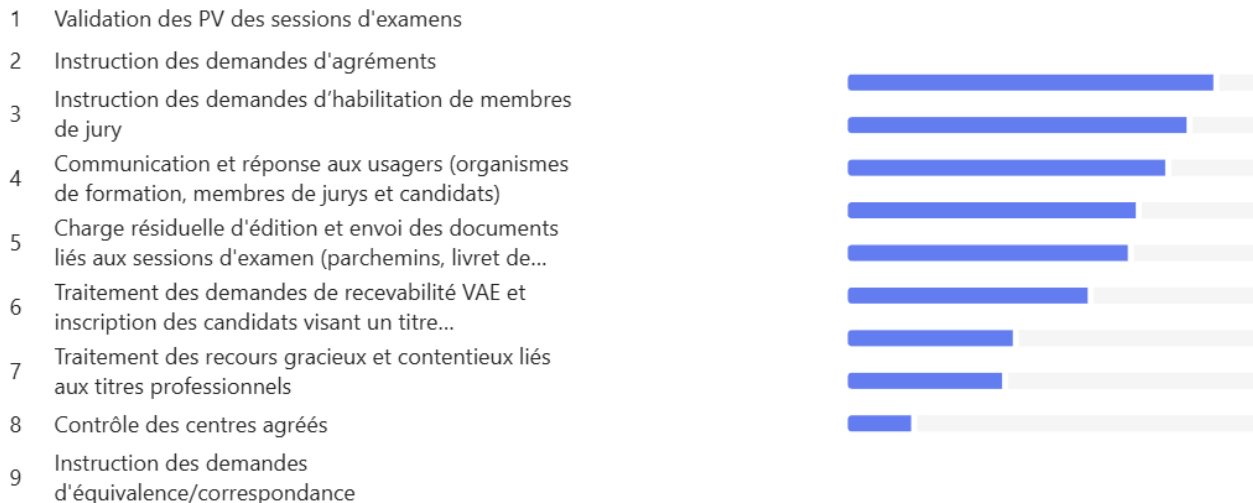 1 Validation des PV des sessions d'examens
2 Instruction des demandes d'agréments
3 Instruction des demandes d’habilitation de membres
de jury
4 Communication et réponse aux usagers (organismes
de formation, membres de jurys et candidats)
5 Charge résiduelle d'édition et envoi des documents
liés aux sessions d'examen (parchemins, livret de...
6 Traitement des demandes de recevabilité VAE et
inscription des candidats visant un titre...
7 Traitement des recours gracieux et contentieux liés
aux titres professionnels
8 Contrôle des centres agréés
9 Instruction des demandes
d'équivalence/correspondance